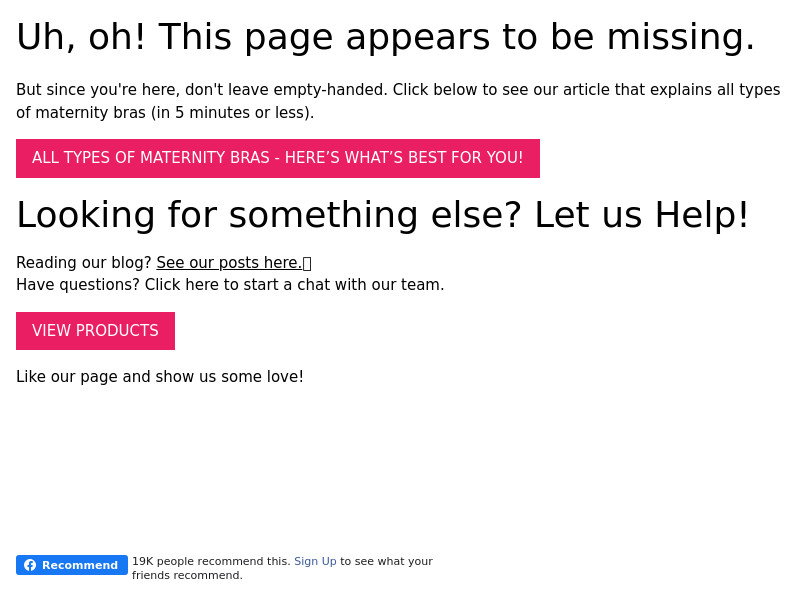 Uh, oh! This page appears to be missing.
But since you're here, don't leave empty-handed. Click below to see our article that explains all types
of maternity bras (in 5 minutes or less).
ALL TYPES OF MATERNITY BRAS - HERE’S WHAT’S BEST FOR YOU!
Looking for something else? Let us Help!
Reading our blog? See our posts here.
Have questions? Click here to start a chat with our team.
VIEW PRODUCTS
Like our page and show us some love!
Recommend
19K people recommend this. Sign Up to see what your
friends recommend.